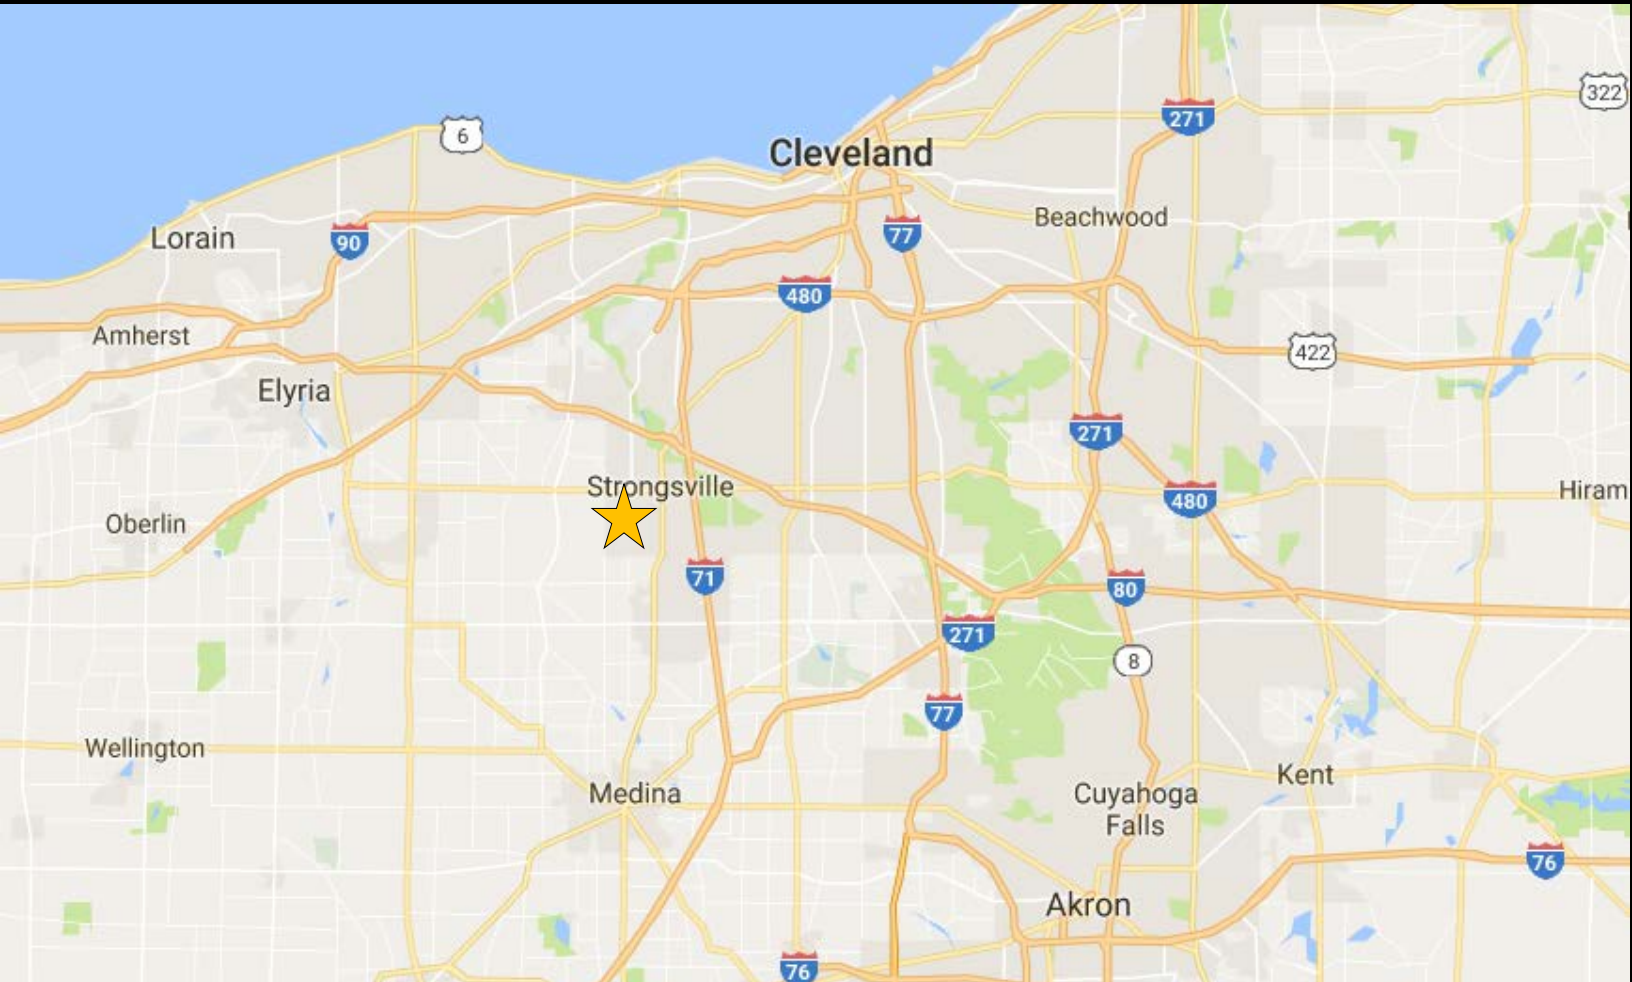 322
271
6
Cleveland
Beachwood
Lorain
90
77
480
Amherst
422
Elyria
271
Strongsville
480
Hiram
Oberlin
71
80
271
8
77
Wellington
Kent
Medina
Cuyahoga
Falls
76
Akron
76